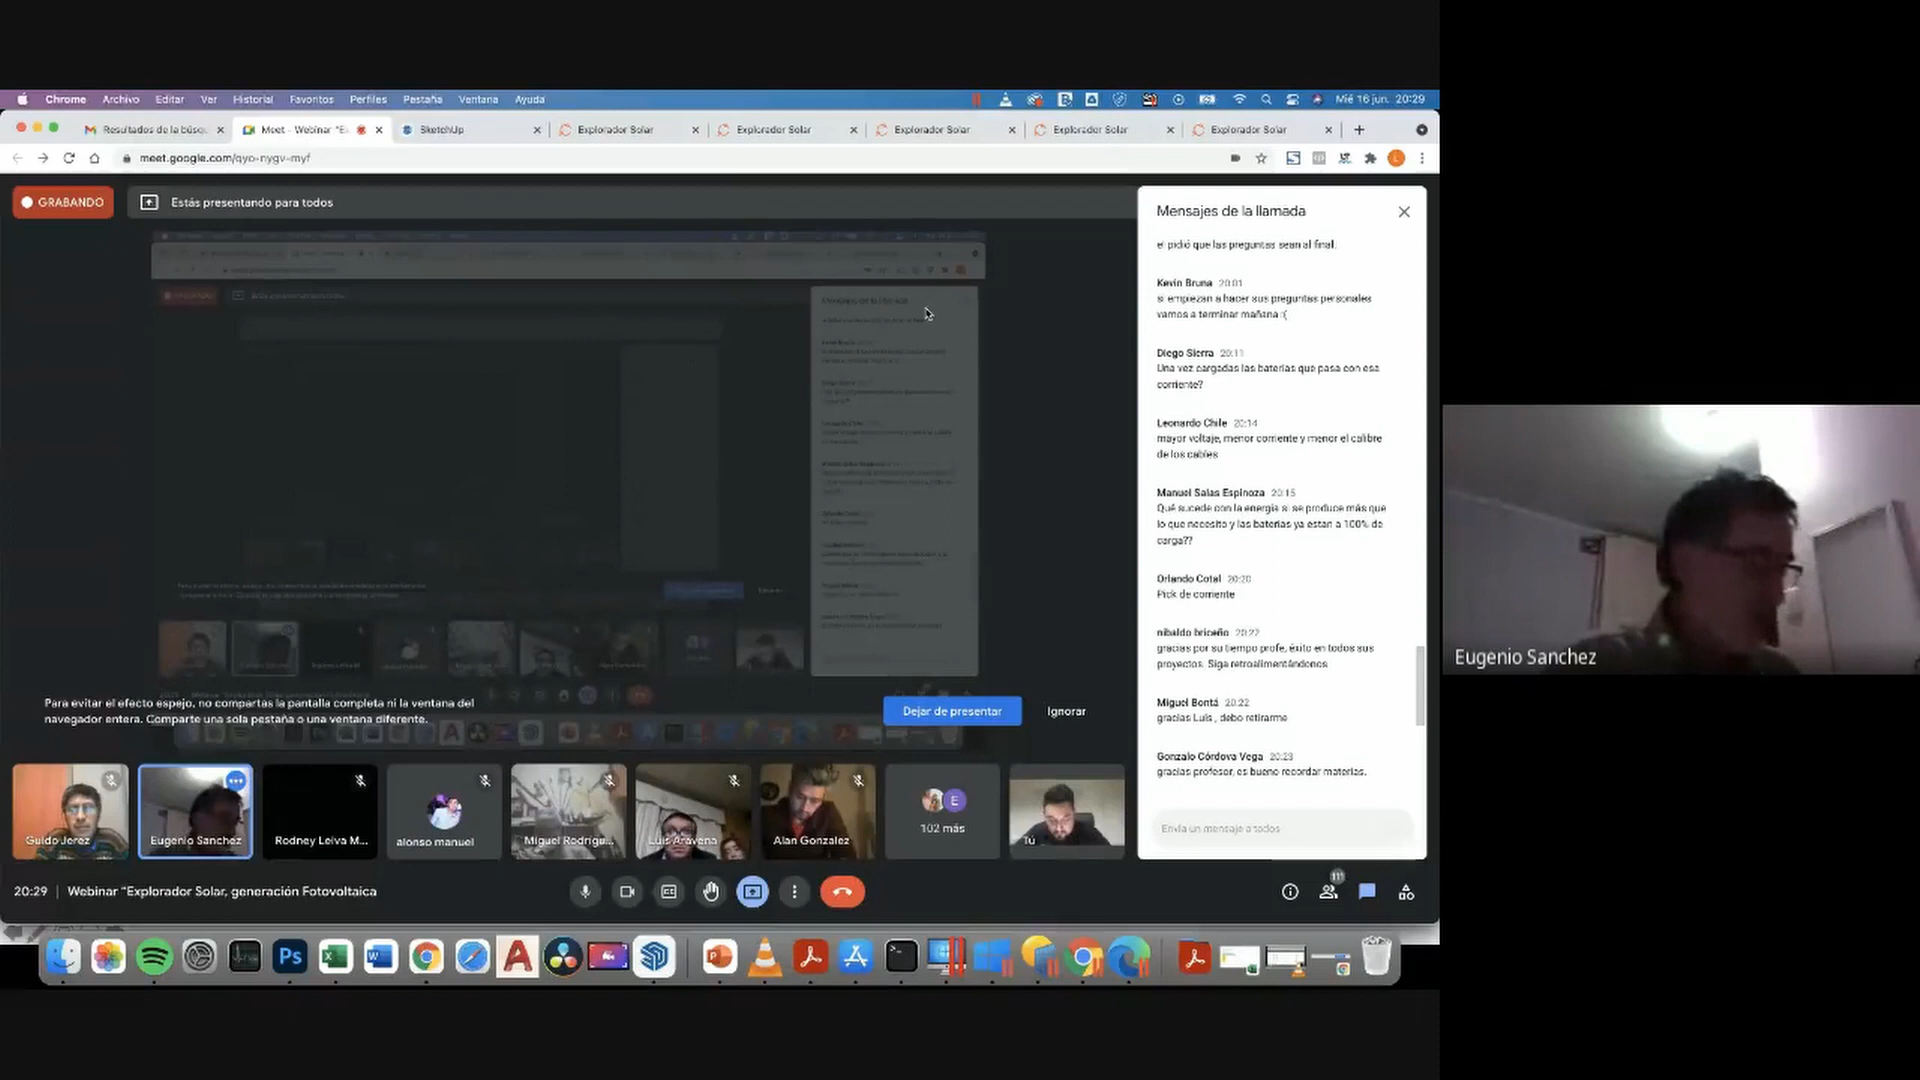 Chrome Archivo Editar Ver Historial Favoritos Perfiles Pestaña Ventana Ayuda
Mié 16 jun. 20:29
Resultados de la búsqu
Meet - Webinar "Ex
SketchUp
Explorador Solar
Explorador Solar
Explorador Solar
Explorador Solar
Explorador Solar
meet.google.com/qyo-nygv-myf
GRABANDO
Estás presentando para todos
Mensajes de la llamada
el pidió que las preguntas sean al final.
Kevin Bruna 20:01
si empiezan a hacer sus preguntas personales
vamos a terminar mañana :(
Diego Sierra 20:11
Una vez cargadas las baterias que pasa con esa
corriente?
Leonardo Chile 20:14
mayor voltaje, menor corriente y menor el calibre
de los cables
Manuel Salas Espinoza 20:15
Qué sucede con la energia si se produce más que
lo que necesito y las baterias ya estan a 100% de
carga??
Orlando Cotal 20:20
Pick de corriente
nibaldo briceño 20:22
gracias por su tiempo profe, éxito en todos sus
proyectos. Siga retroalimentándonos
Miguel Bontá 20:22
gracias Luis , debo retirarme
Gonzalo Córdova Vega 20:23
gracias profesor, es bueno recordar materias.
Envía un mensaje a todos
Para evitar el efecto espejo, no compartas la pantalla completa ni la ventana del
navegador entera. Comparte una sola pestaña o una ventana diferente.
Dejar de presentar
Ignorar
Guido Jerez
Eugenio Sanchez
Rodney Leiva M...
alonso manuel
Miguel Rodrigu...
Luis Aravena
Alan Gonzalez
E
102 más
Tú
20:29 | Webinar "Explorador Solar, generación Fotovoltaica
111
Ps
Eugenio Sanchez